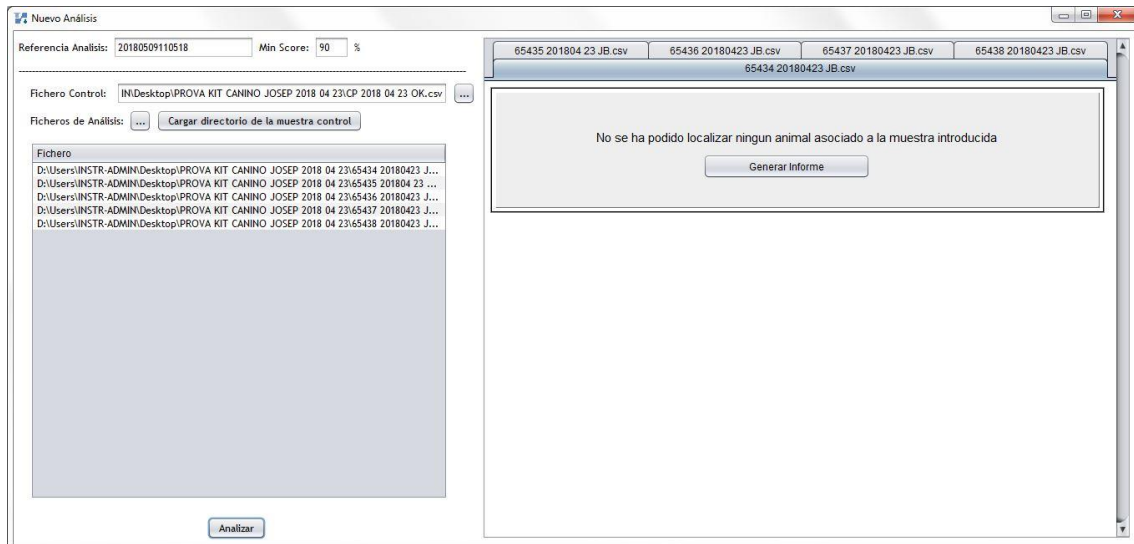 Nuevo Análisis
Referencia Analisis: 20180509110518 Min Score: 90 %
Fichero Control: IN\Desktop\PROVA KIT CANINO JOSEP 2018 04 23\CP 2018 04 23 OK.csv ...
Ficheros de Análisis: ... Cargar directorio de la muestra control
Fichero
D:\Users\INSTR-ADMIN\Desktop\PROVA KIT CANINO JOSEP 2018 04 23\65434 20180423 J...
D:\Users\INSTR-ADMIN\Desktop\PROVA KIT CANINO JOSEP 2018 04 23\65435 201804 23 ...
D:\Users\INSTR-ADMIN\Desktop\PROVA KIT CANINO JOSEP 2018 04 23\65436 20180423 J...
D:\Users\INSTR-ADMIN\Desktop\PROVA KIT CANINO JOSEP 2018 04 23\65437 20180423 J...
D:\Users\INSTR-ADMIN\Desktop\PROVA KIT CANINO JOSEP 2018 04 23\65438 20180423 J...
Analizar
65435 201804 23 JB.csv 65436 20180423 JB.csv 65437 20180423 JB.csv 65438 20180423 JB.csv
65434 20180423 JB.csv
No se ha podido localizar ningun animal asociado a la muestra introducida
Generar Informe